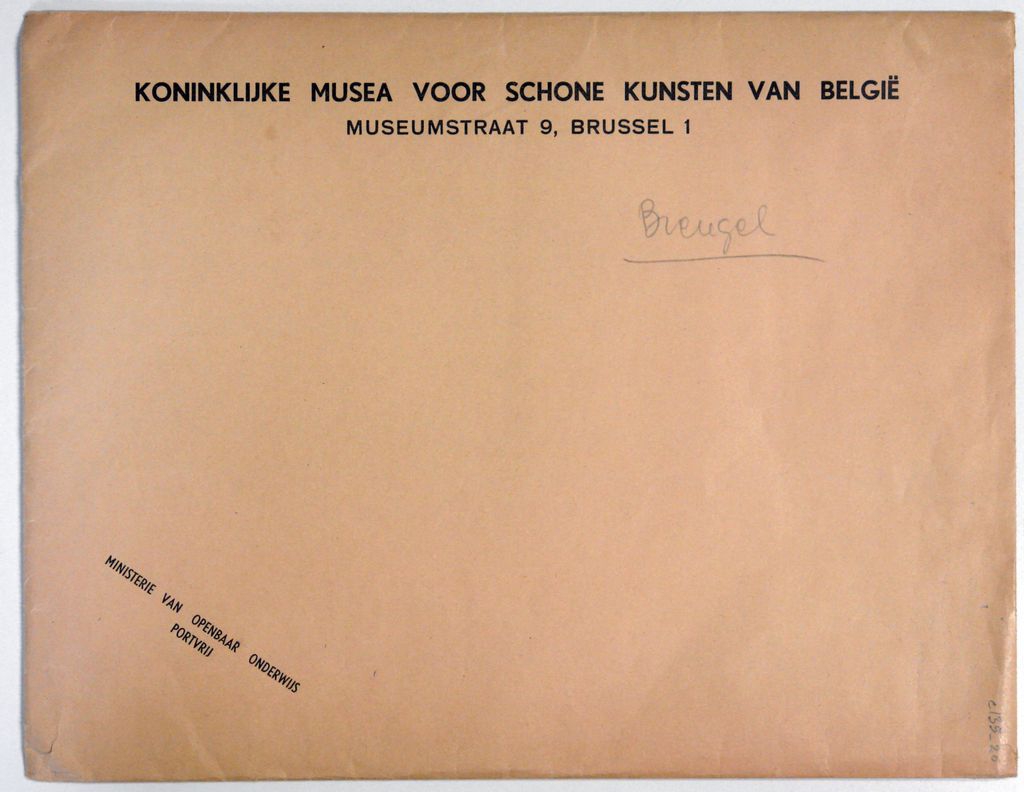 KONINKLIJKE MUSEA VOOR SCHONE KUNSTEN VAN BELGIË
MUSEUMSTRAAT 9, BRUSSEL 1
Breugel
MINISTERIE VAN OPENBAAR ONDERWIJS
PORTVRIJ